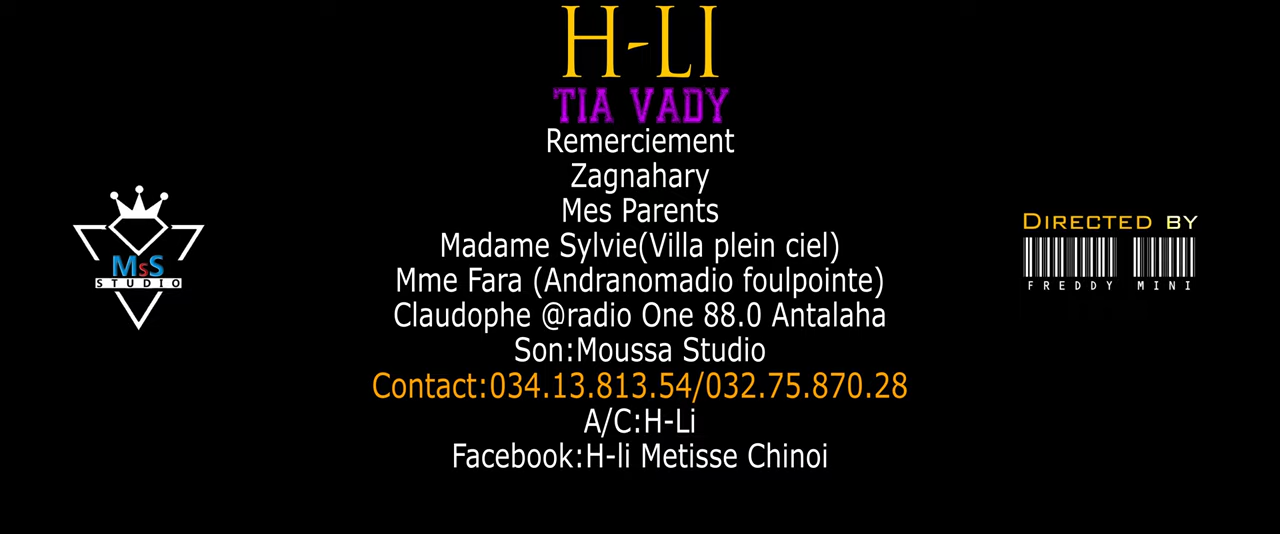 H-LI
TIA VADY
Remerciement
Zagnahary
Mes Parents
Madame Sylvie(Villa plein ciel)
Mme Fara (Andranomadio foulpointe)
Claudophe @radio One 88.0 Antalaha
Son:Moussa Studio
Contact:034.13.813.54/032.75.870.28
A/C:H-Li
Facebook:H-li Metisse Chinoi
MsS
STUDIO
DIRECTED BY
FREDDY MINI